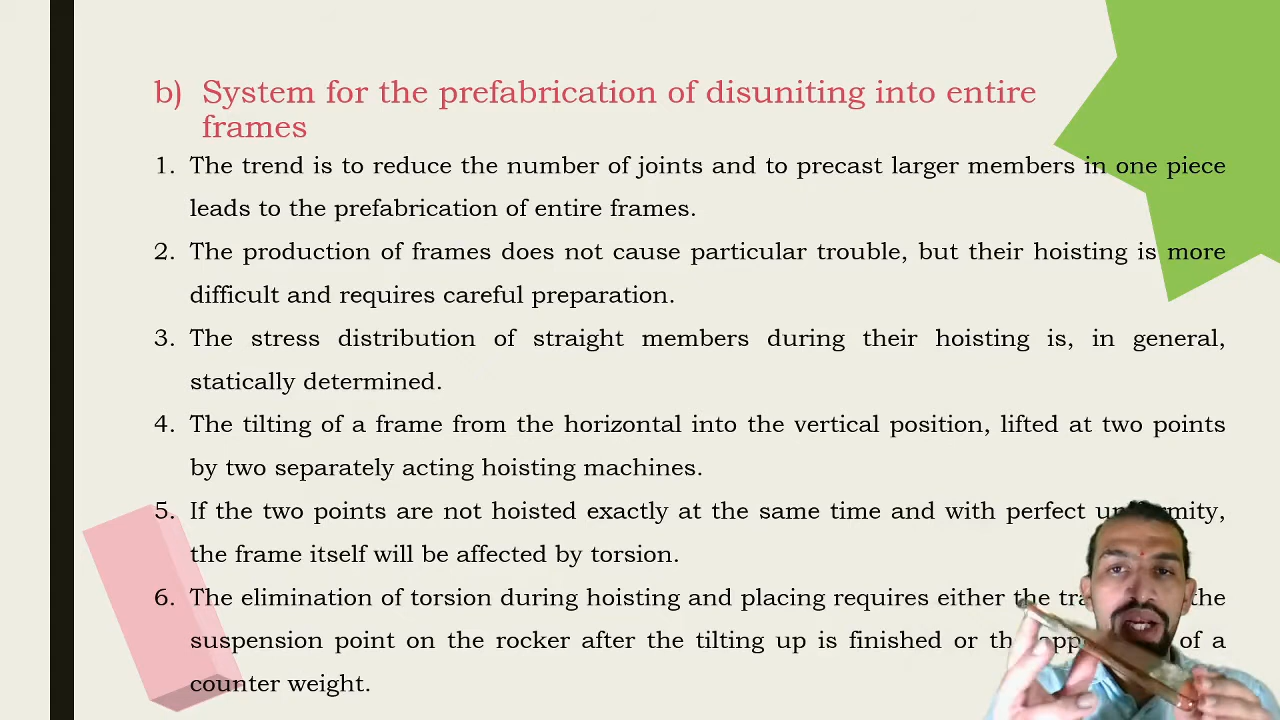 b) System for the prefabrication of disuniting into entire
frames
1. The trend is to reduce the number of joints and to precast larger members in one piece
leads to the prefabrication of entire frames.
2. The production of frames does not cause particular trouble, but their hoisting is more
difficult and requires careful preparation.
3. The stress distribution of straight members during their hoisting is, in general,
statically determined.
4. The tilting of a frame from the horizontal into the vertical position, lifted at two points
by two separately acting hoisting machines.
5. If the two points are not hoisted exactly at the same time and with perfect
the frame itself will be affected by torsion.
6. The elimination of torsion during hoisting and placing requires either the the
suspension point on the rocker after the tilting up is finished or of a
counter weight.